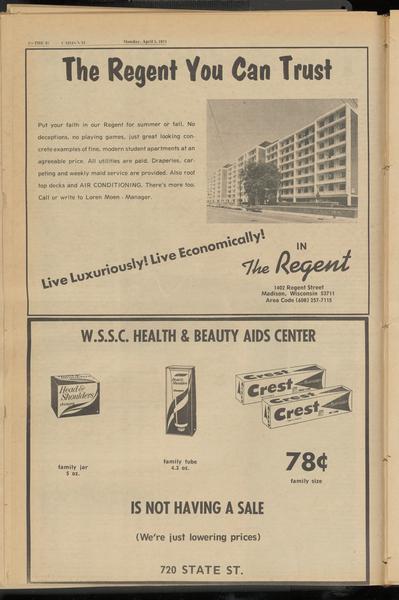 Monday, April 5, 1971
The Regent You Can Trust
Put your faith in our Regent for summer or fall. No
deceptions, no playing games, just great looking con-
crete examples of fine, modern student apartments at an
agreeable price. All utilities are paid. Draperies, car-
peting and weekly maid service are provided. Also roof
top decks and AIR CONDITIONING. There's more too.
Call or write to Loren Moen - Manager.
Live Luxuriously! Live Economically!
IN
The Regent
1402 Regent Street
Madison, Wisconsin 53711
Area Code (608) 257-7115
W.S.S.C. HEALTH & BEAUTY AIDS CENTER
Head &
Shoulders
Head &
Shoulders
Crest
Crest
family jar
5 oz.
family tube
4.3 oz.
78¢
family size
IS NOT HAVING A SALE
(We're just lowering prices)
720 STATE ST.